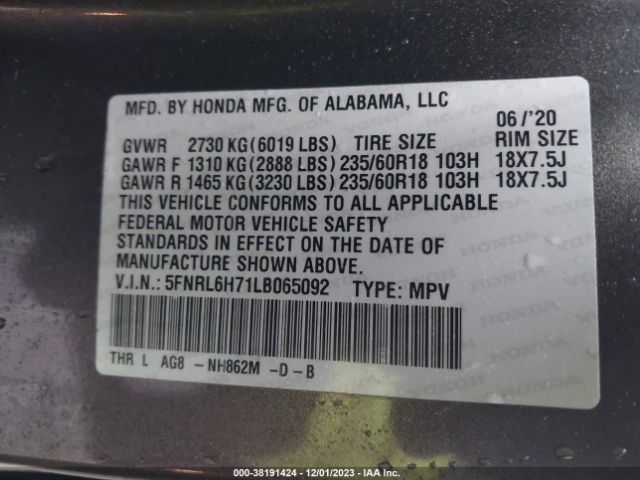 MFD. BY HONDA MFG. OF ALABAMA, LLC
06/'20
GVWR 2730 KG(6019 LBS) TIRE SIZE RIM SIZE
GAWR F 1310 KG(2888 LBS) 235/60R18 103H 18X7.5J
GAWR R 1465 KG(3230 LBS) 235/60R18 103H 18X7.5J
THIS VEHICLE CONFORMS TO ALL APPLICABLE
FEDERAL MOTOR VEHICLE SAFETY
STANDARDS IN EFFECT ON THE DATE OF
MANUFACTURE SHOWN ABOVE.
V.I.N.: 5FNRL6H71LB065092 TYPE: MPV
THR L AG8 - NH862M -D-B
000-38191424 - 12/01/2023 - IAA Inc.